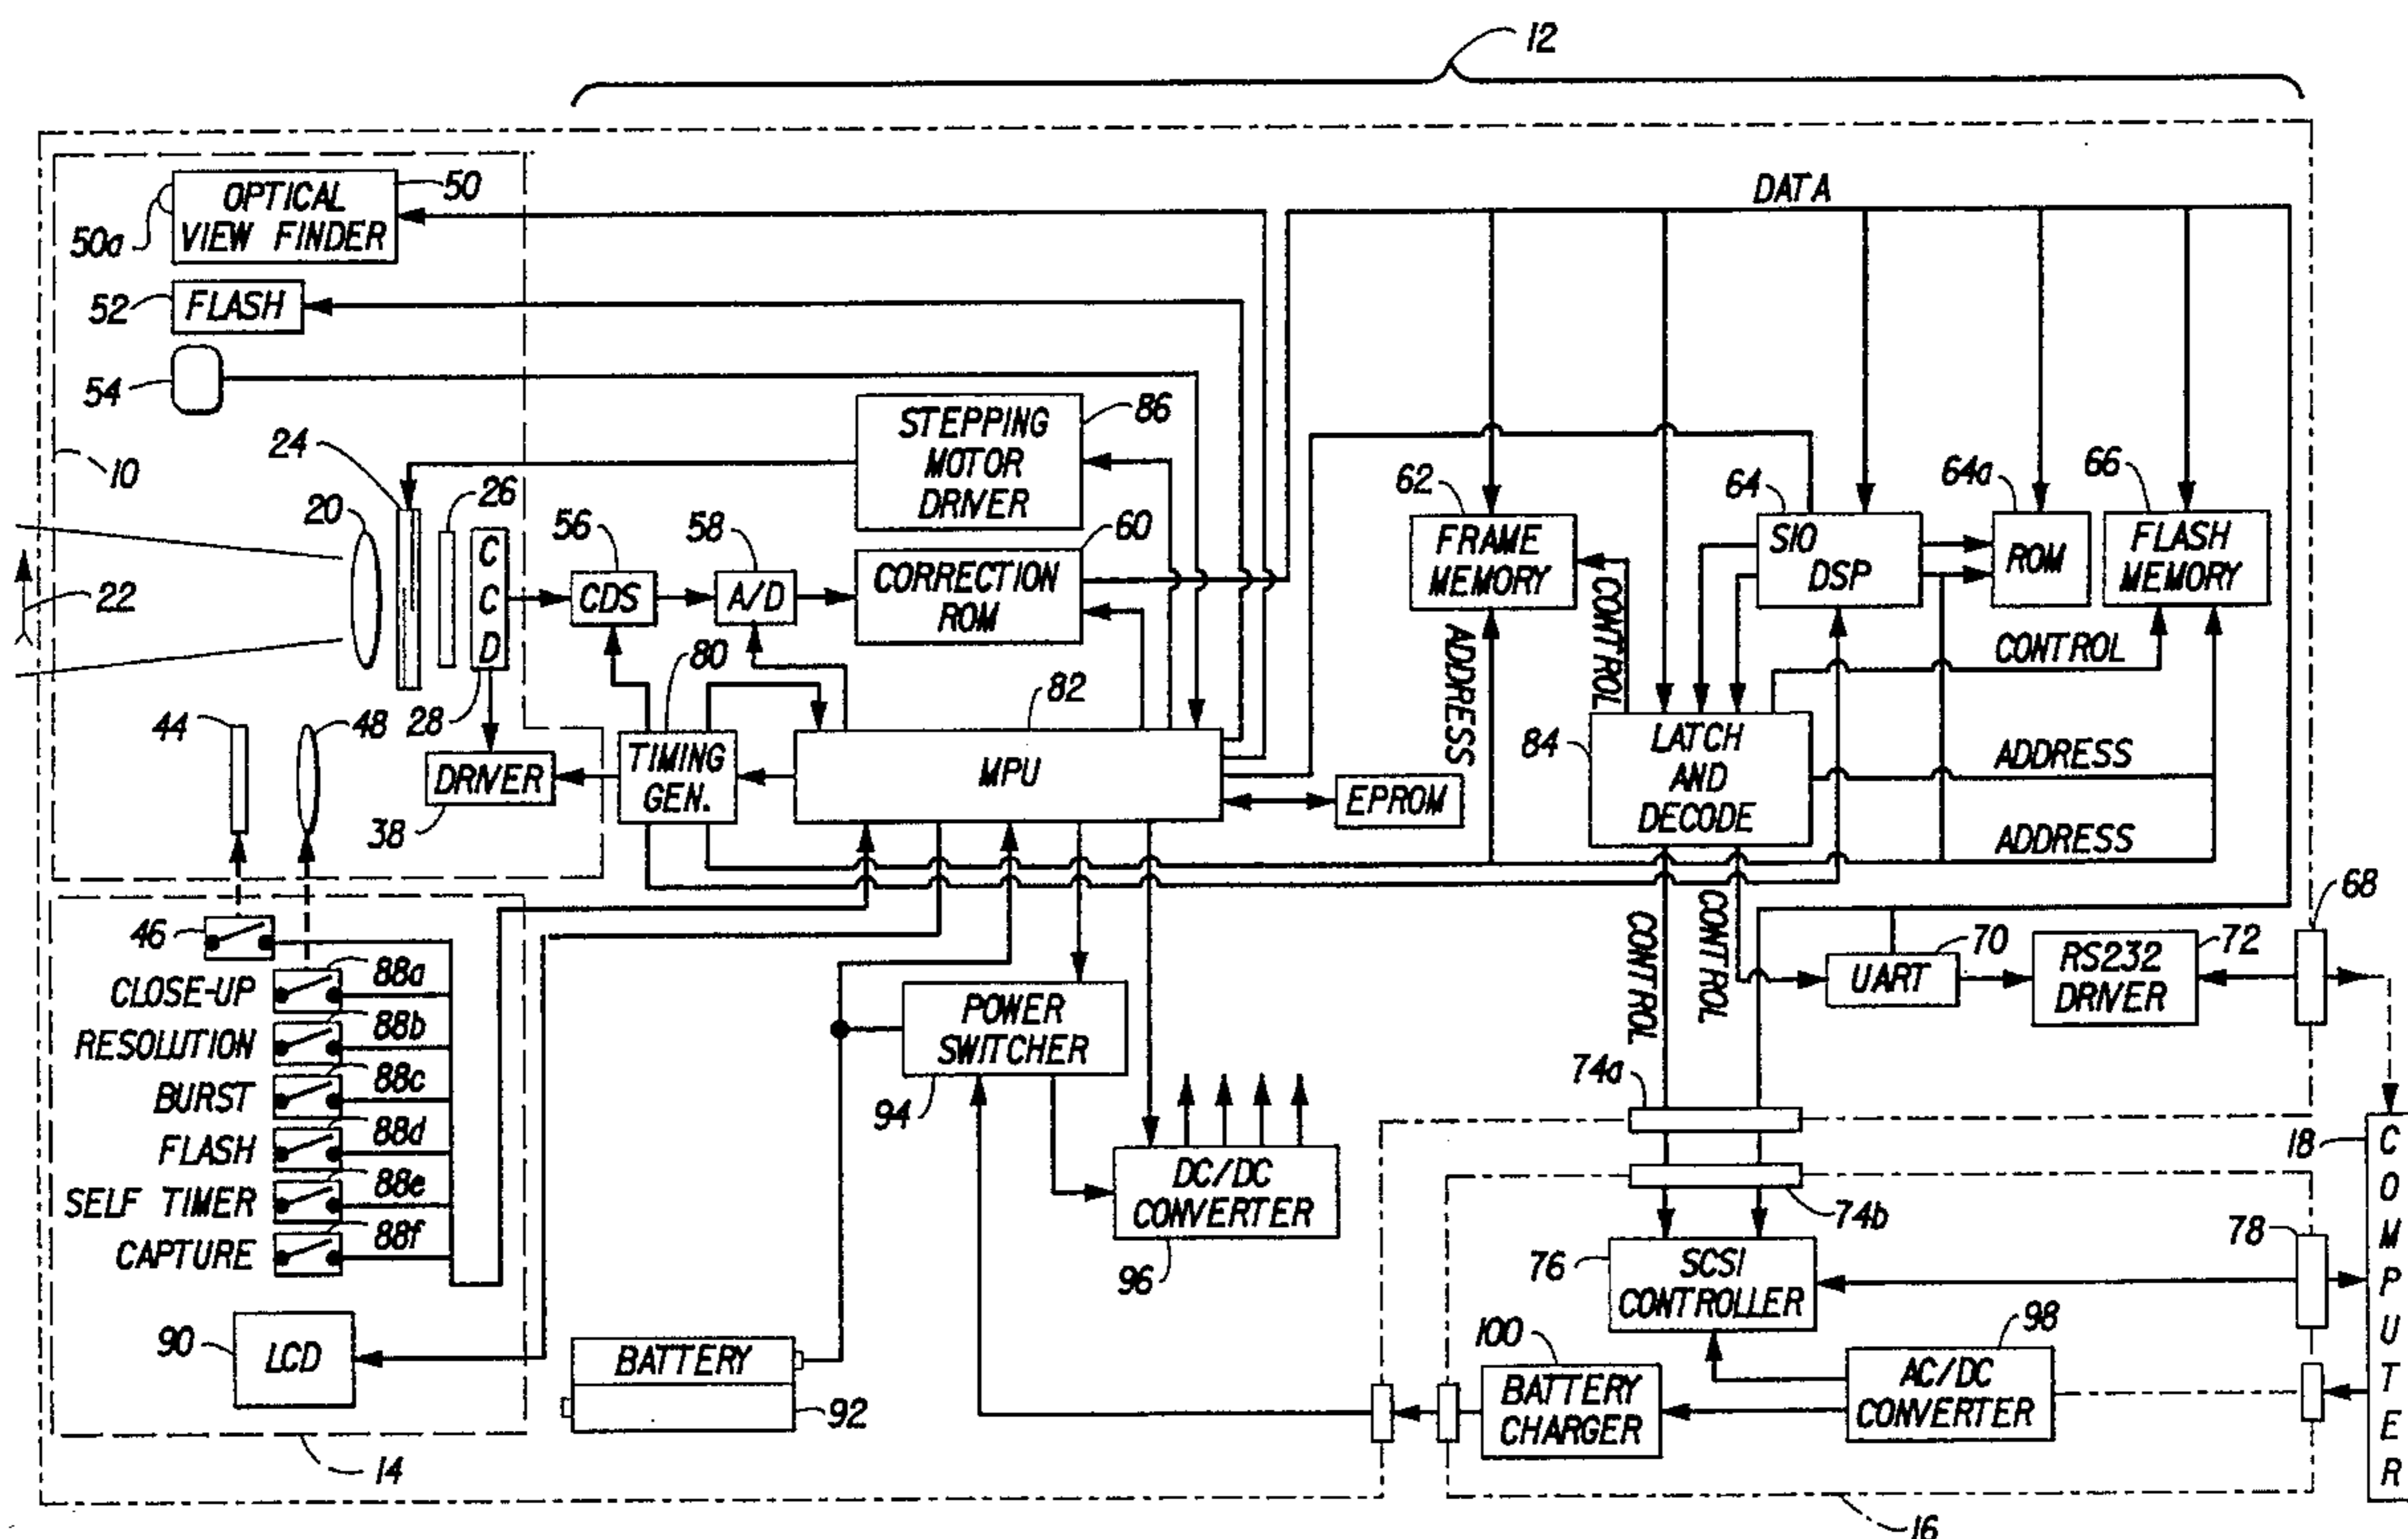 12
OPTICAL
VIEW FINDER
50
50a
DATA
52
FLASH
54
10
24
20
26
22
C
C
D
28
STEPPING
MOTOR
DRIVER
86
56
CDS
58
A/D
60
CORRECTION
ROM
62
FRAME
MEMORY
CONTROL
ADDRESS
64
SIO
DSP
64a
ROM
66
FLASH
MEMORY
CONTROL
44
48
DRIVER
38
80
TIMING
GEN.
82
MPU
EPROM
84
LATCH
AND
DECODE
ADDRESS
ADDRESS
46
CLOSE-UP
88a
RESOLUTION
88b
BURST
88c
FLASH
88d
SELF TIMER
88e
CAPTURE
88f
90
LCD
14
POWER
SWITCHER
94
DC/DC
CONVERTER
96
BATTERY
92
CONTROL
CONTROL
70
UART
72
RS232
DRIVER
68
74a
74b
76
SCSI
CONTROLLER
78
18
C
O
M
P
U
T
E
R
100
BATTERY
CHARGER
98
AC/DC
CONVERTER
16